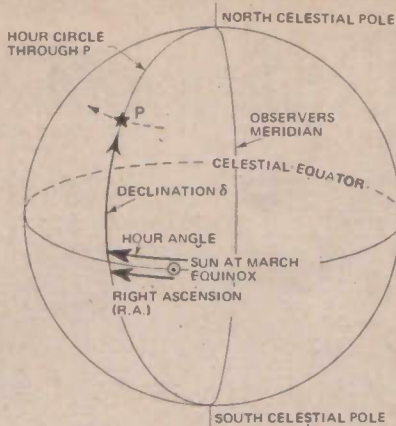 NORTH CELESTIAL POLE
HOUR CIRCLE
THROUGH P
P
OBSERVERS
MERIDIAN
CELESTIAL EQUATOR
DECLINATION δ
HOUR ANGLE
SUN AT MARCH
EQUINOX
RIGHT ASCENSION
(R.A.)
SOUTH CELESTIAL POLE